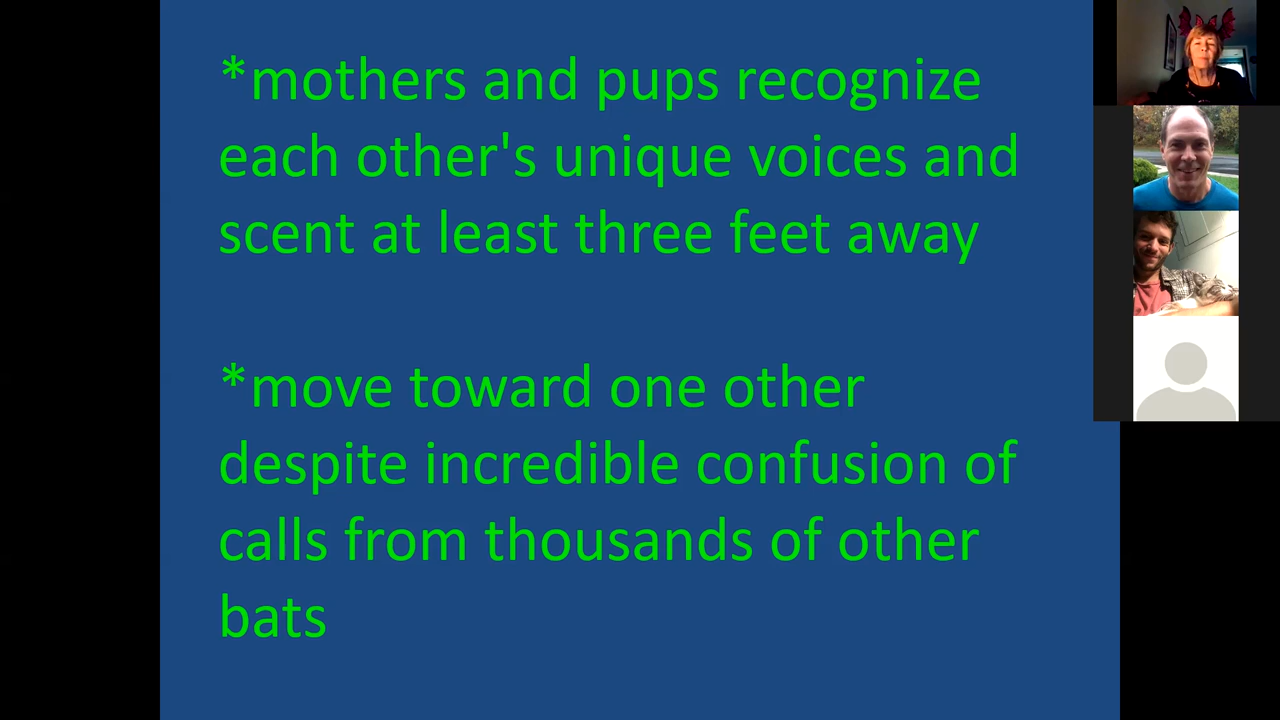 *mothers and pups recognize
each other's unique voices and
scent at least three feet away
*move toward one other
despite incredible confusion of
calls from thousands of other
bats